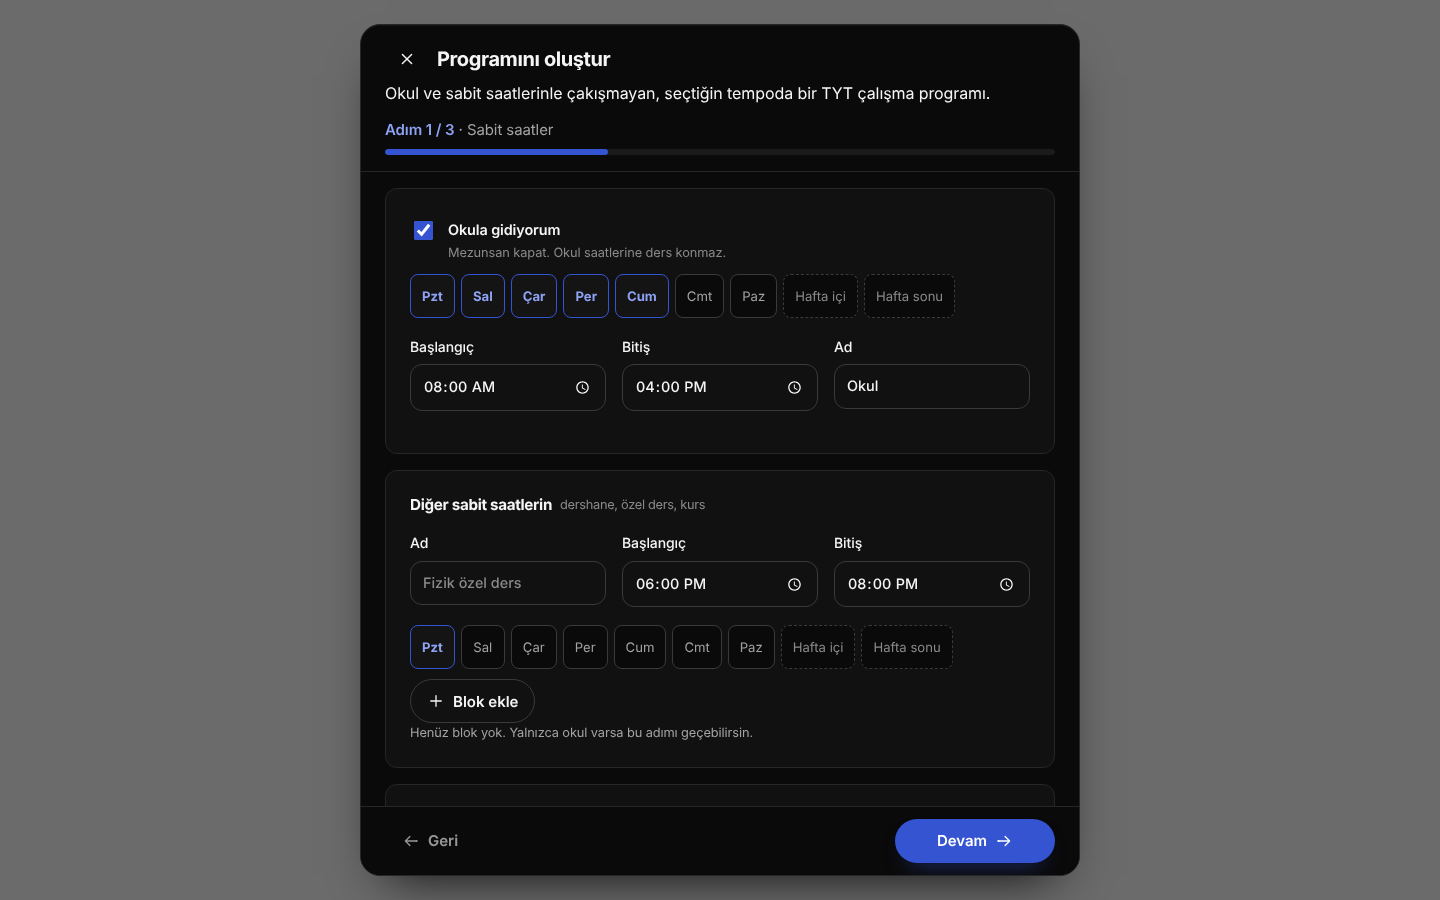 Programını oluştur
Okul ve sabit saatlerinle çakışmayan, seçtiğin tempoda bir TYT çalışma programı.
Adım 1 / 3 · Sabit saatler
Okula gidiyorum
Mezunsan kapat. Okul saatlerine ders konmaz.
Pzt Sal Çar Per Cum Cmt Paz Hafta içi Hafta sonu
Başlangıç Bitiş Ad
08:00 AM 04:00 PM Okul
Diğer sabit saatlerin dershane, özel ders, kurs
Ad Başlangıç Bitiş
Fizik özel ders 06:00 PM 08:00 PM
Pzt Sal Çar Per Cum Cmt Paz Hafta içi Hafta sonu
Blok ekle
Henüz blok yok. Yalnızca okul varsa bu adımı geçebilirsin.
Geri Devam